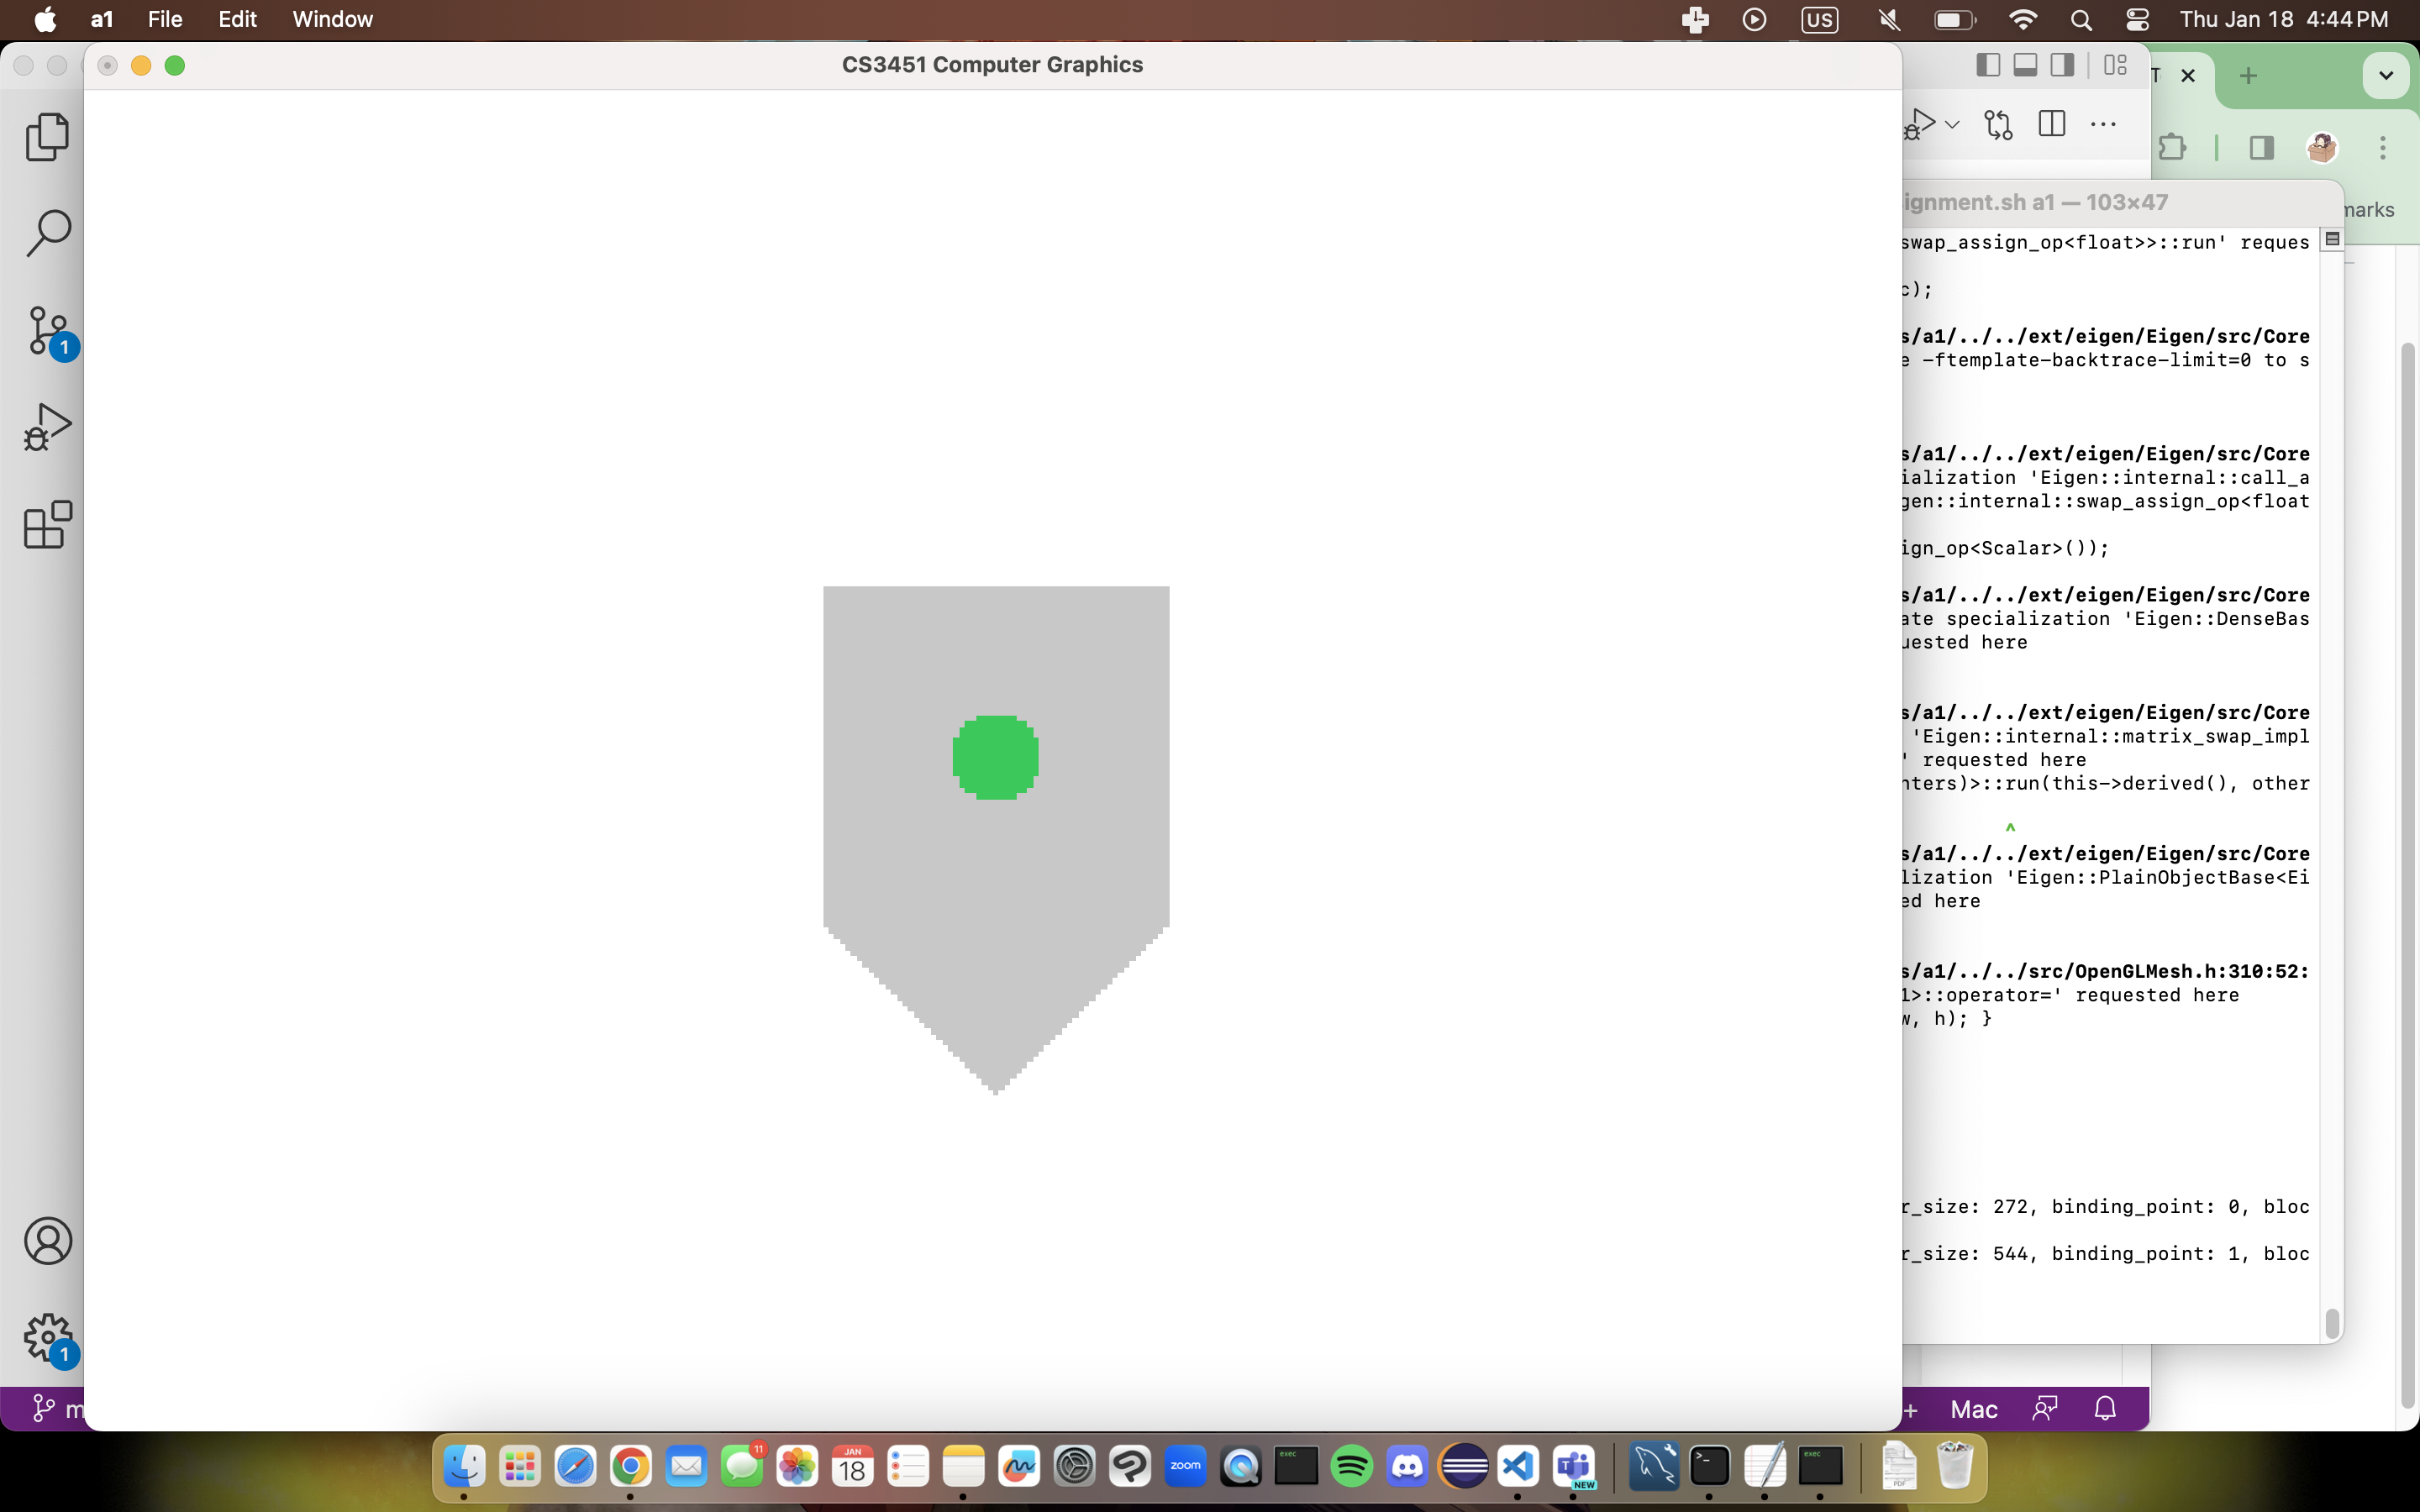 a1 File Edit Window US Thu Jan 18 4:44 PM
CS3451 Computer Graphics
ignment.sh a1 — 103×47
marks
swap_assign_op<float>>::run' reques
c);
s/a1/../../ext/eigen/Eigen/src/Core
e -ftemplate-backtrace-limit=0 to s
s/a1/../../ext/eigen/Eigen/src/Core
ialization 'Eigen::internal::call_a
gen::internal::swap_assign_op<float
ign_op<Scalar>());
s/a1/../../ext/eigen/Eigen/src/Core
ate specialization 'Eigen::DenseBas
uested here
s/a1/../../ext/eigen/Eigen/src/Core
'Eigen::internal::matrix_swap_impl
' requested here
nters)>::run(this->derived(), other
^
s/a1/../../ext/eigen/Eigen/src/Core
lization 'Eigen::PlainObjectBase<Ei
ed here
s/a1/../../src/OpenGLMesh.h:310:52:
1>::operator=' requested here
w, h); }
r_size: 272, binding_point: 0, bloc
r_size: 544, binding_point: 1, bloc
1
1
m
Mac
11
JAN
18
zoom
exec
NEW
exec
PDF